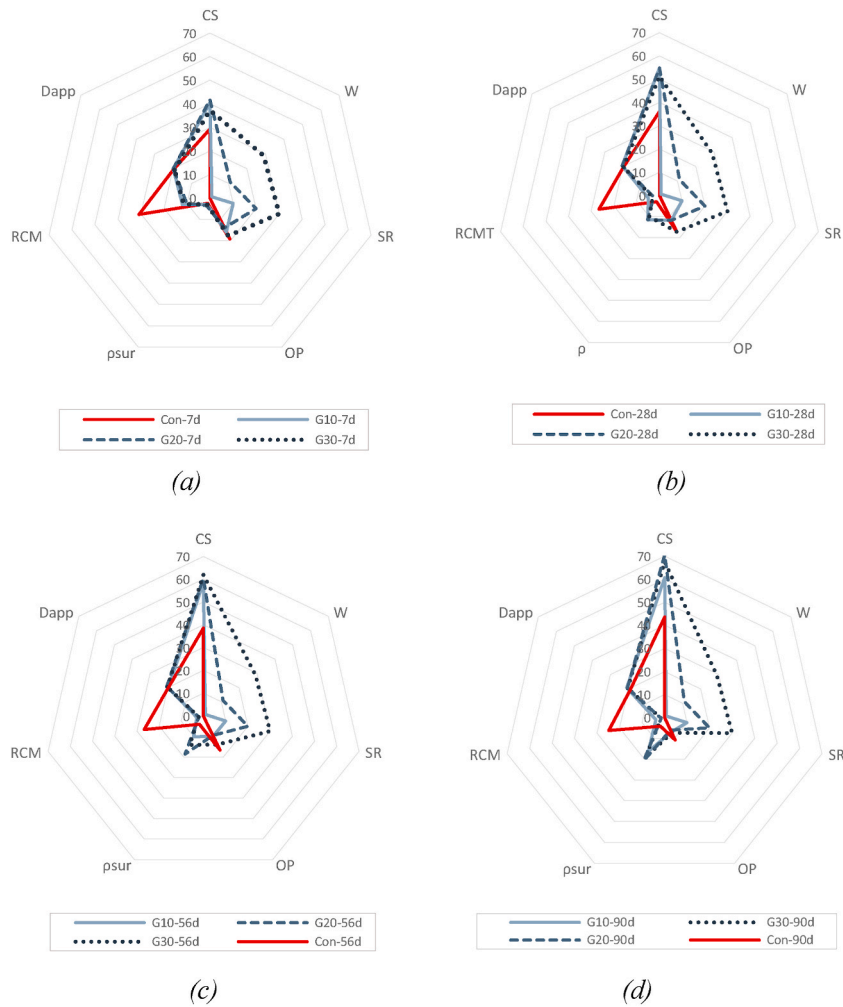 CS
70
60
50
40
30
20
10
0
W
SR
OP
ρsur
RCM
Dapp
Con-7d G10-7d
G20-7d G30-7d
(a)
CS
70
60
50
40
30
20
10
0
W
SR
OP
ρ
RCMT
Dapp
Con-28d G10-28d
G20-28d G30-28d
(b)
CS
70
60
50
40
30
20
10
0
W
SR
OP
ρsur
RCM
Dapp
G10-56d G20-56d
G30-56d Con-56d
(c)
CS
70
60
50
40
30
20
10
0
W
SR
OP
ρsur
RCM
Dapp
G10-90d G30-90d
G20-90d Con-90d
(d)